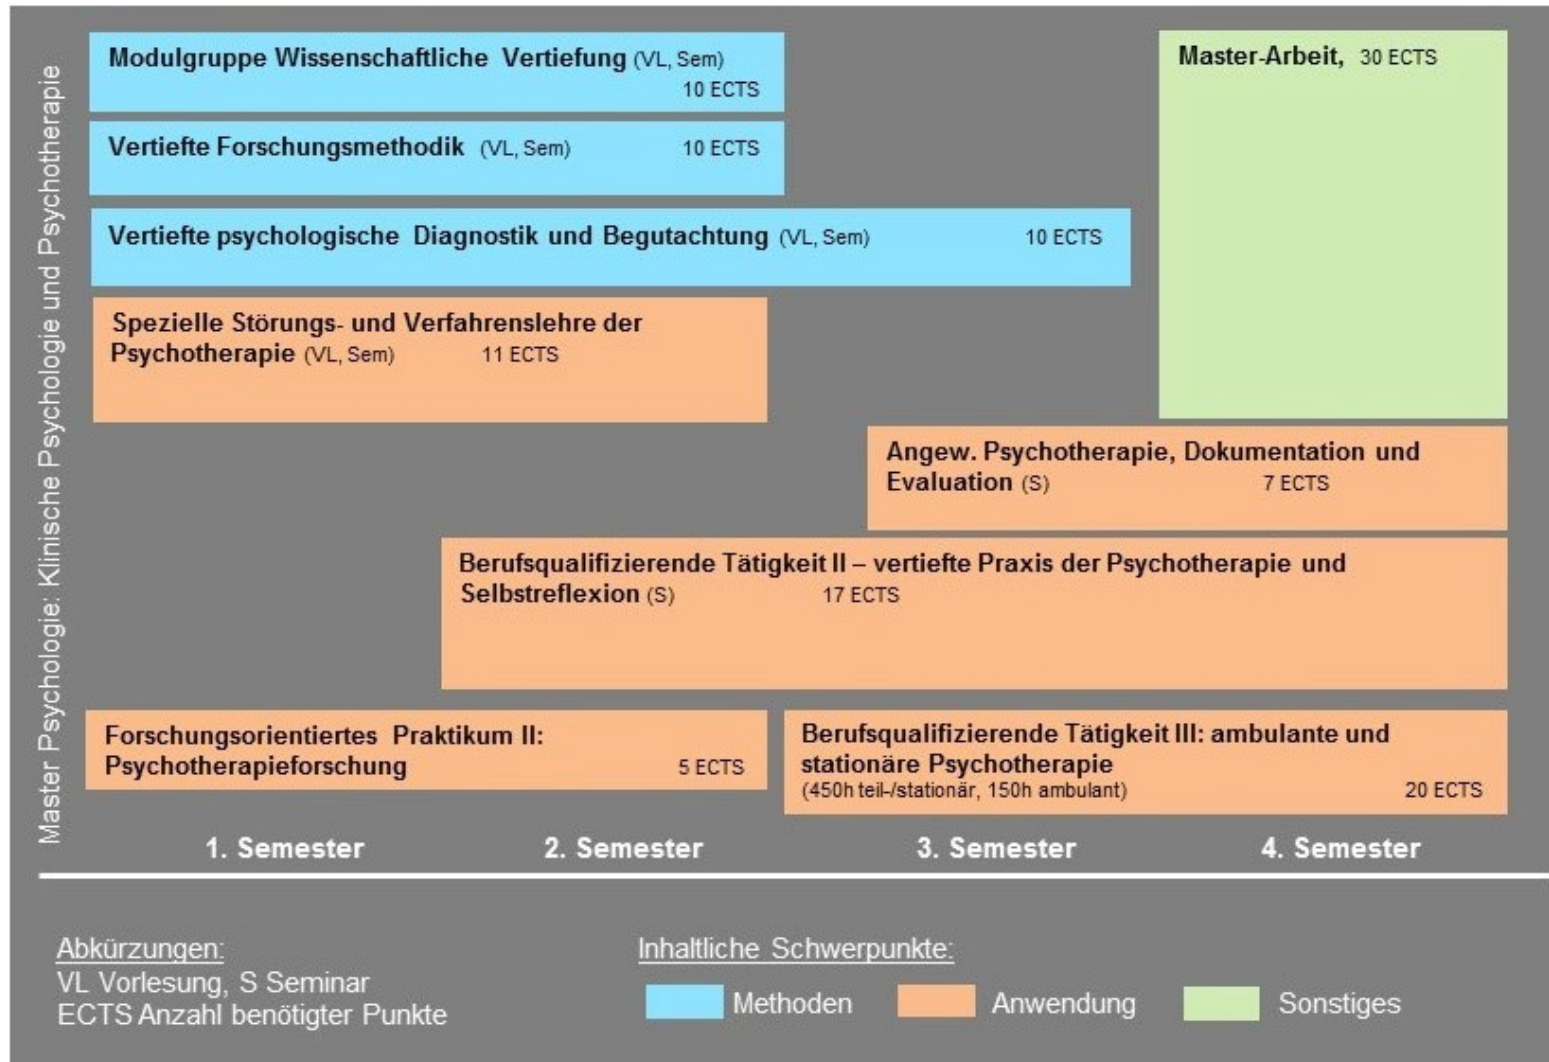 Master Psychologie: Klinische Psychologie und Psychotherapie
Modulgruppe Wissenschaftliche Vertiefung (VL, Sem)
10 ECTS
Master-Arbeit, 30 ECTS
Vertiefte Forschungsmethodik (VL, Sem) 10 ECTS
Vertiefte psychologische Diagnostik und Begutachtung (VL, Sem) 10 ECTS
Spezielle Störungs- und Verfahrenslehre der
Psychotherapie (VL, Sem) 11 ECTS
Angew. Psychotherapie, Dokumentation und
Evaluation (S) 7 ECTS
Berufsqualifizierende Tätigkeit II – vertiefte Praxis der Psychotherapie und
Selbstreflexion (S) 17 ECTS
Forschungsorientiertes Praktikum II:
Psychotherapieforschung 5 ECTS
Berufsqualifizierende Tätigkeit III: ambulante und
stationäre Psychotherapie
(450h teil-/stationär, 150h ambulant) 20 ECTS
1. Semester 2. Semester 3. Semester 4. Semester
Abkürzungen:
VL Vorlesung, S Seminar
ECTS Anzahl benötigter Punkte
Inhaltliche Schwerpunkte:
Methoden Anwendung Sonstiges